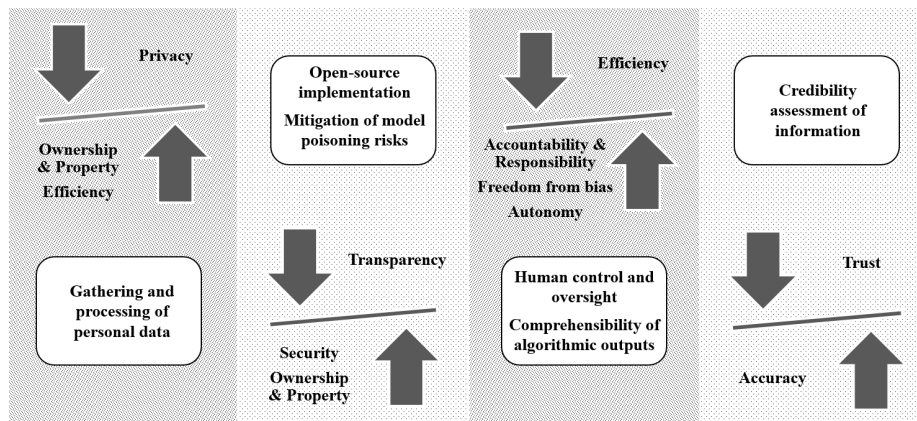 Privacy
Ownership
& Property
Efficiency
Gathering and
processing of
personal data
Open-source
implementation
Mitigation of model
poisoning risks
Transparency
Security
Ownership
& Property
Efficiency
Accountability &
Responsibility
Freedom from bias
Autonomy
Human control and
oversight
Comprehensibility of
algorithmic outputs
Credibility
assessment of
information
Trust
Accuracy